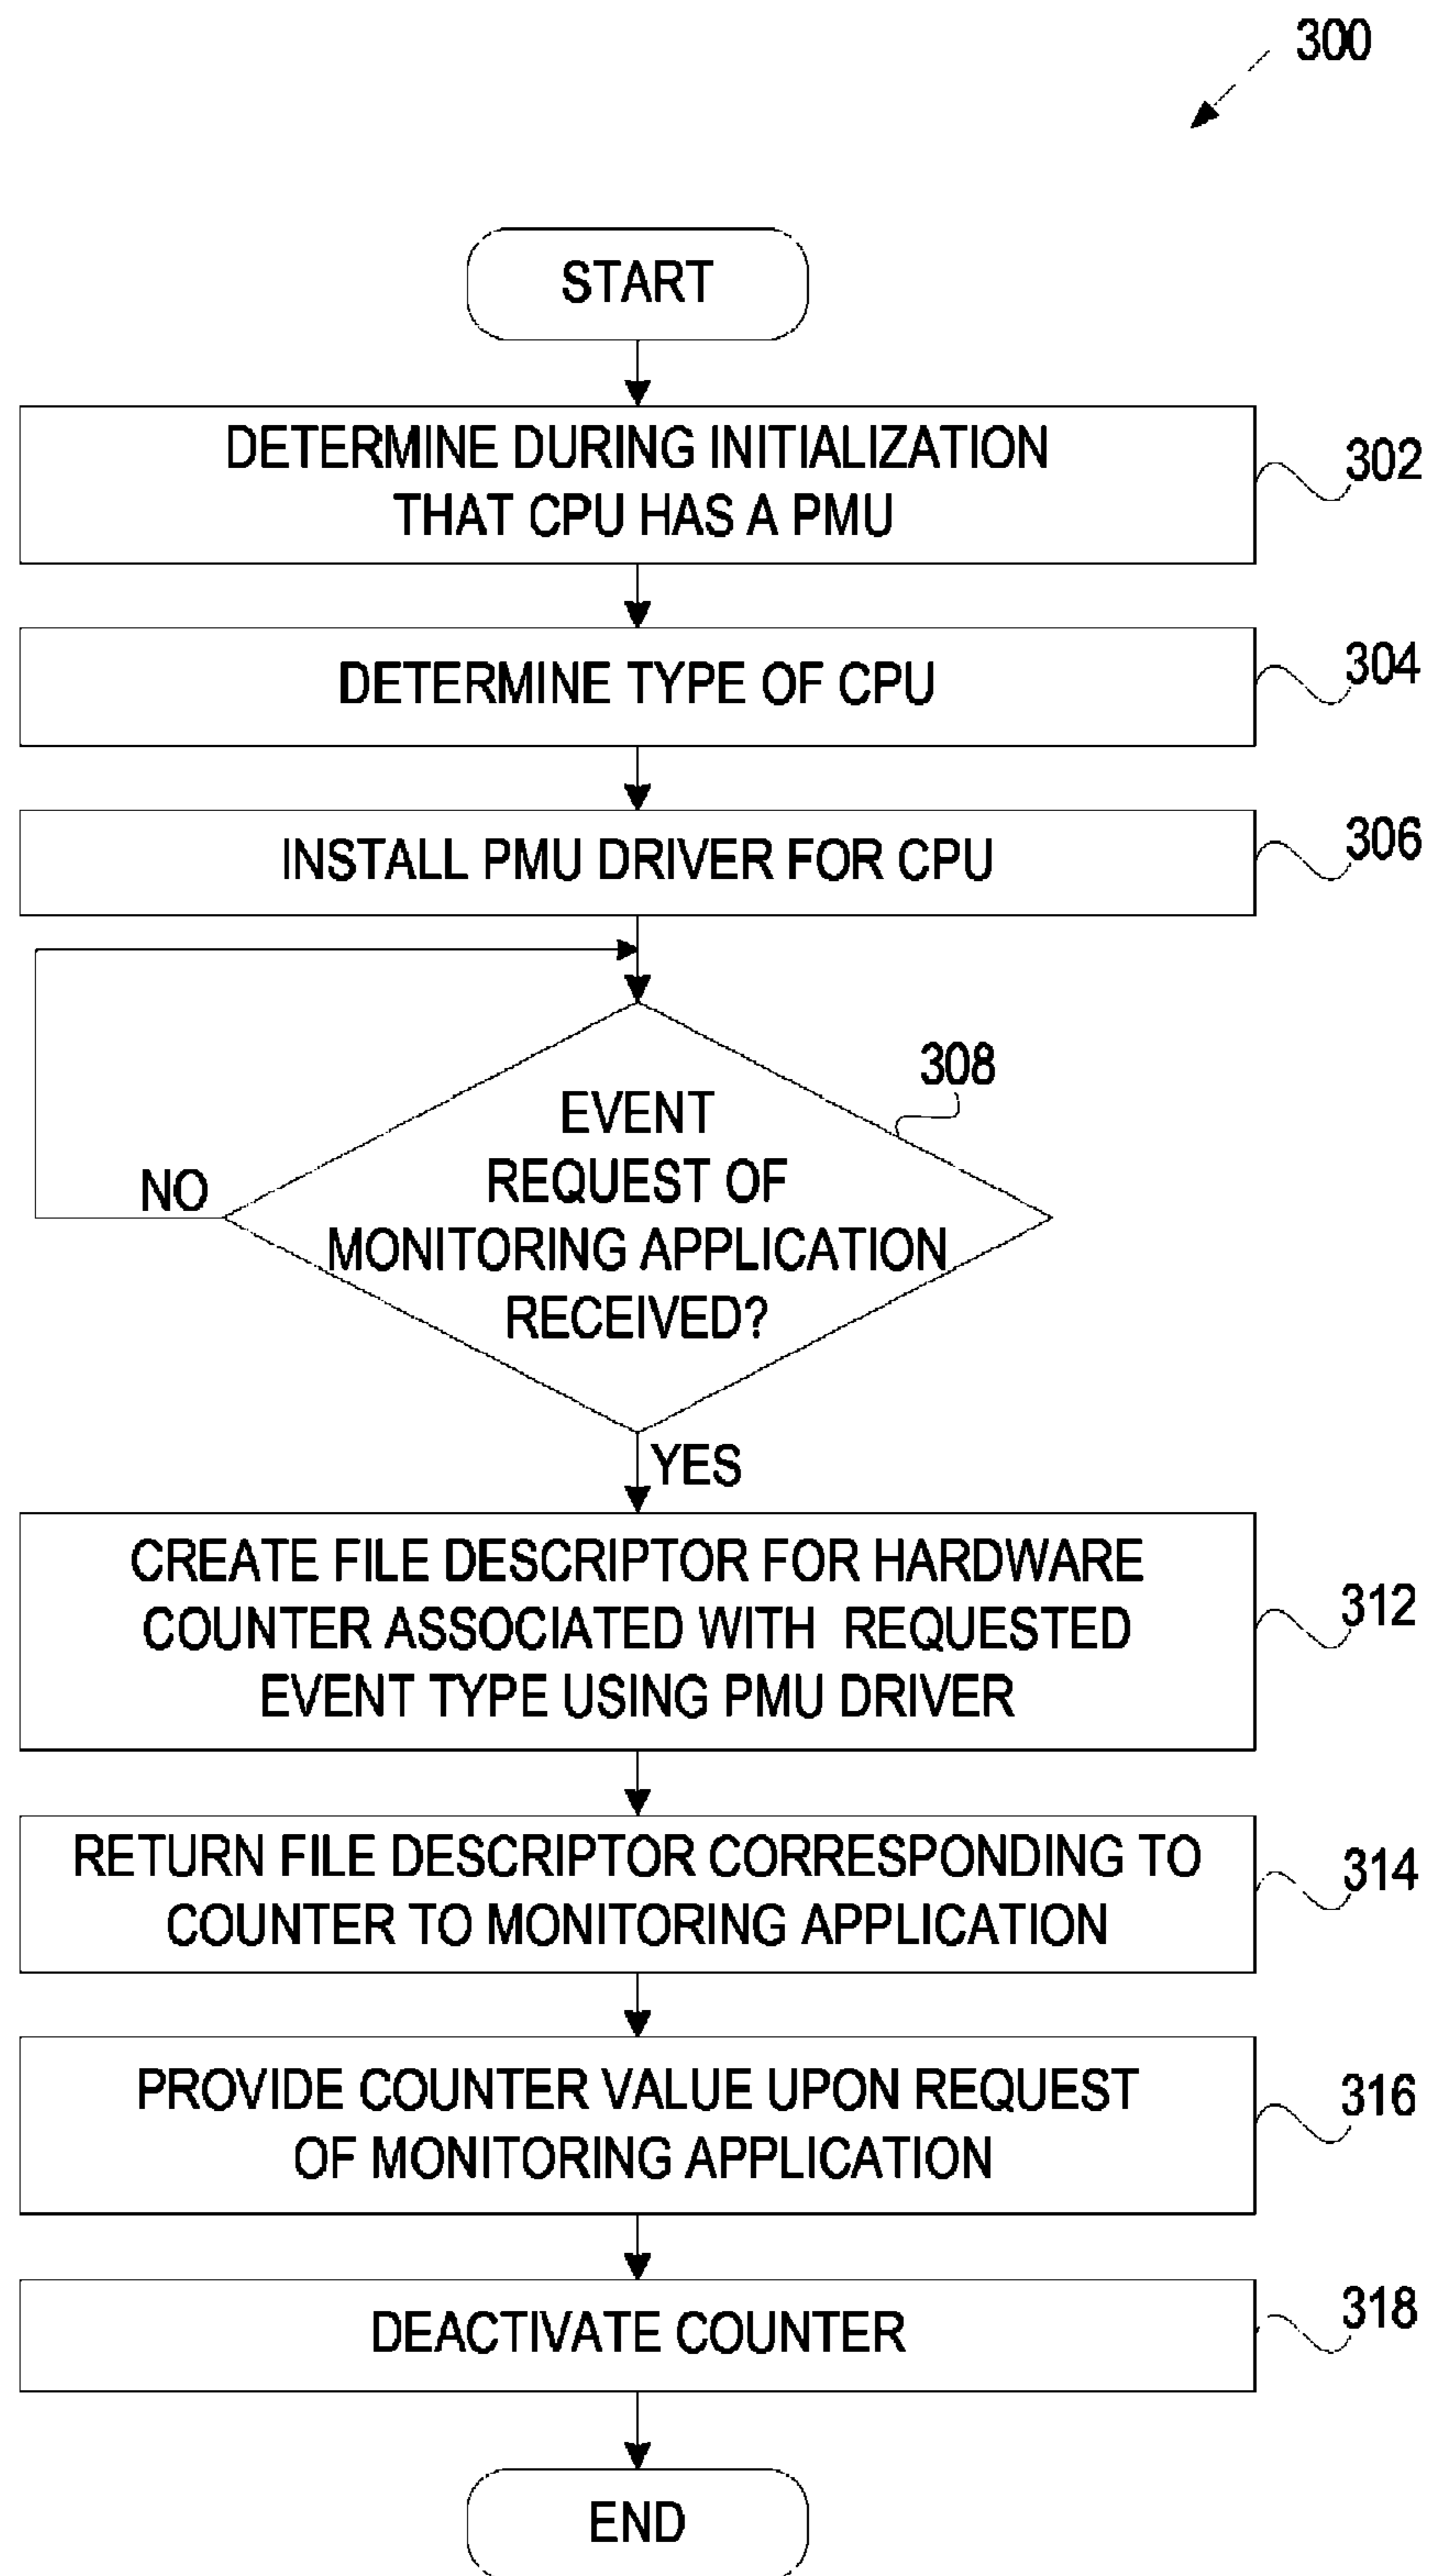 300
START
DETERMINE DURING INITIALIZATION
THAT CPU HAS A PMU
302
DETERMINE TYPE OF CPU
304
INSTALL PMU DRIVER FOR CPU
306
308
EVENT
REQUEST OF
MONITORING APPLICATION
RECEIVED?
NO
YES
CREATE FILE DESCRIPTOR FOR HARDWARE
COUNTER ASSOCIATED WITH REQUESTED
EVENT TYPE USING PMU DRIVER
312
RETURN FILE DESCRIPTOR CORRESPONDING TO
COUNTER TO MONITORING APPLICATION
314
PROVIDE COUNTER VALUE UPON REQUEST
OF MONITORING APPLICATION
316
DEACTIVATE COUNTER
318
END